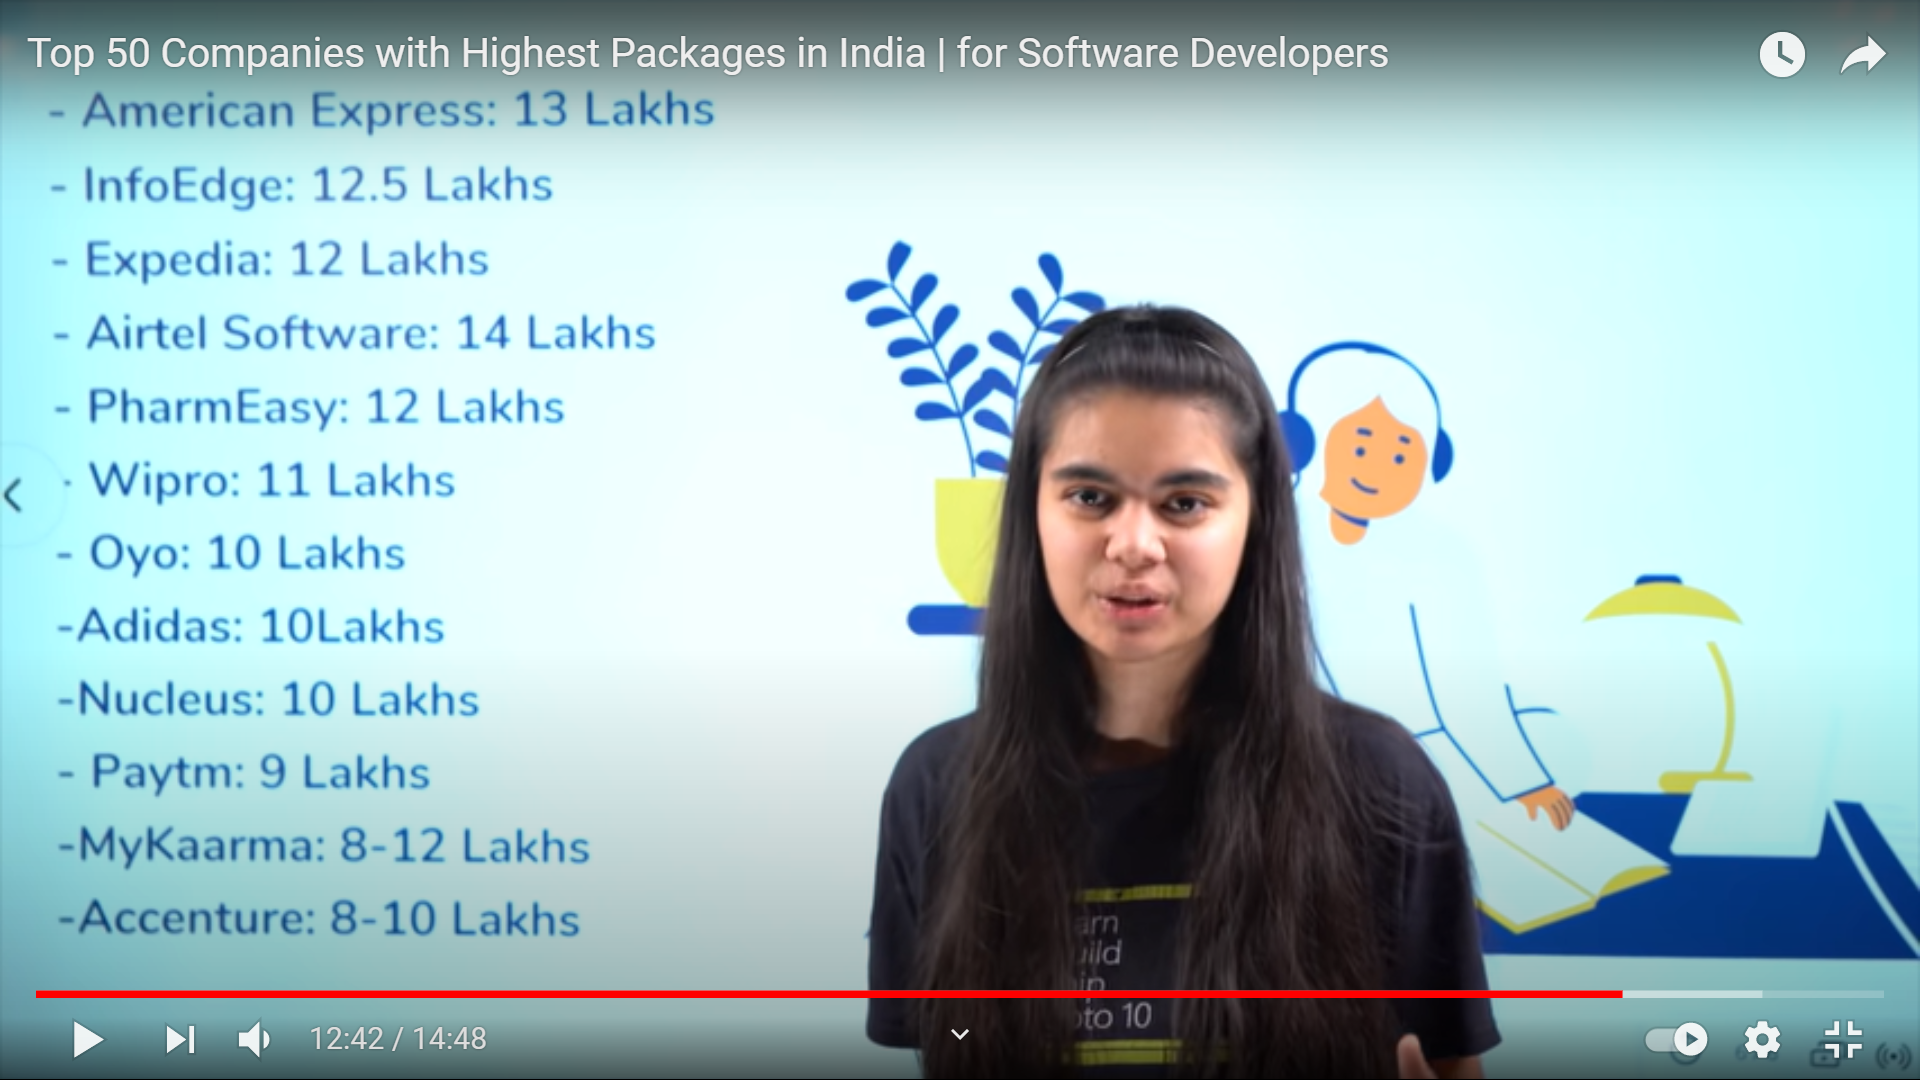 Top 50 Companies with Highest Packages in India | for Software Developers
- American Express: 13 Lakhs
- InfoEdge: 12.5 Lakhs
- Expedia: 12 Lakhs
- Airtel Software: 14 Lakhs
- PharmEasy: 12 Lakhs
- Wipro: 11 Lakhs
- Oyo: 10 Lakhs
-Adidas: 10Lakhs
-Nucleus: 10 Lakhs
- Paytm: 9 Lakhs
-MyKaarma: 8-12 Lakhs
-Accenture: 8-10 Lakhs
10
12:42 / 14:48